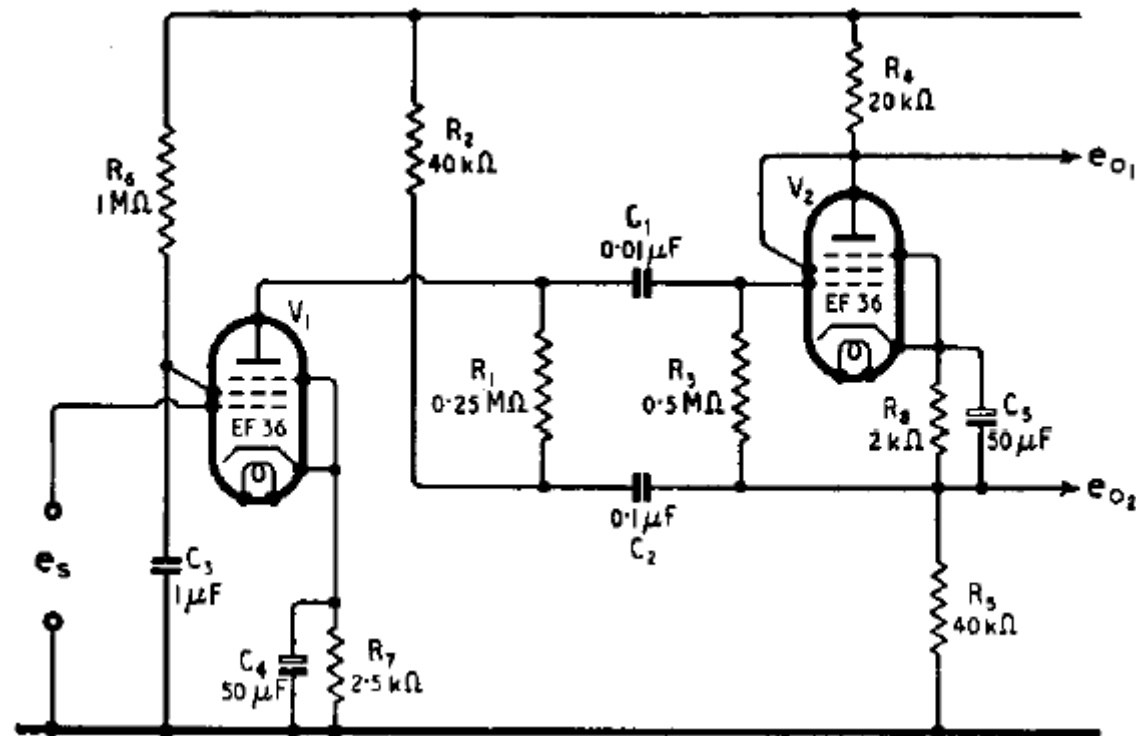 R4
20 kΩ
R2
40 kΩ
R6
1 MΩ
eo1
V2
C1
0·01 μF
EF 36
V1
R1
0·25 MΩ
R3
0·5 MΩ
EF 36
R8
2 kΩ
C5
50 μF
eo2
0·1 μF
C2
es
C3
1 μF
R5
40 kΩ
C4
50 μF
R7
2·5 kΩ